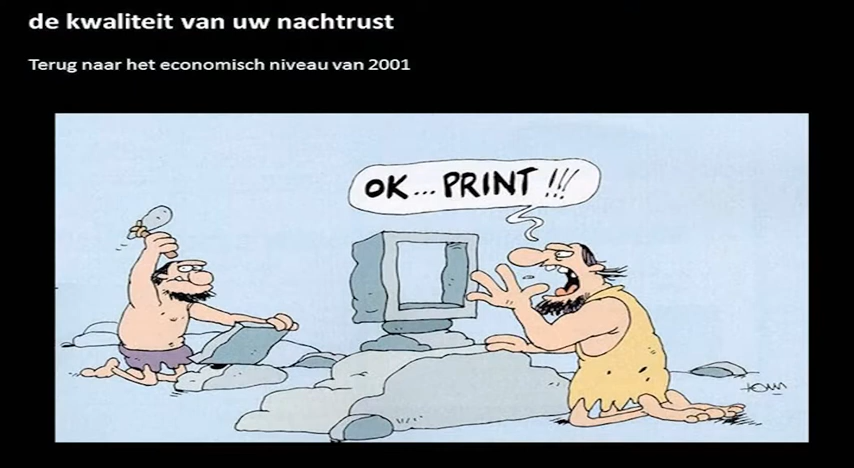 de kwaliteit van uw nachtrust
Terug naar het economisch niveau van 2001
OK... PRINT!!!